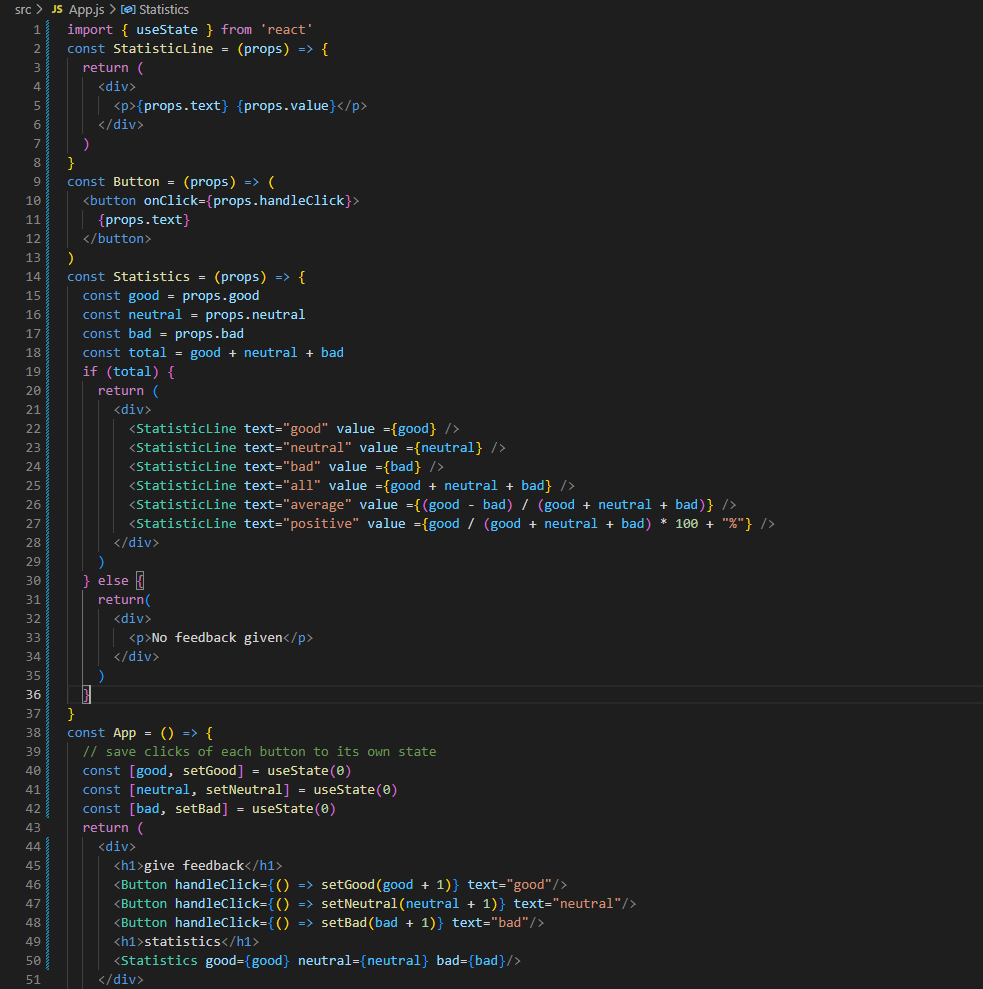 src > JS App.js > Statistics
1 import { useState } from 'react'
2 const StatisticLine = (props) => {
3   return (
4     <div>
5       <p>{props.text} {props.value}</p>
6     </div>
7   )
8 }
9 const Button = (props) => (
10   <button onClick={props.handleClick}>
11     {props.text}
12   </button>
13 )
14 const Statistics = (props) => {
15   const good = props.good
16   const neutral = props.neutral
17   const bad = props.bad
18   const total = good + neutral + bad
19   if (total) {
20     return (
21       <div>
22         <StatisticLine text="good" value ={good} />
23         <StatisticLine text="neutral" value ={neutral} />
24         <StatisticLine text="bad" value ={bad} />
25         <StatisticLine text="all" value ={good + neutral + bad} />
26         <StatisticLine text="average" value ={(good - bad) / (good + neutral + bad)} />
27         <StatisticLine text="positive" value ={good / (good + neutral + bad) * 100 + "%"} />
28       </div>
29     )
30   } else {
31     return(
32       <div>
33         <p>No feedback given</p>
34       </div>
35     )
36   }
37 }
38 const App = () => {
39   // save clicks of each button to its own state
40   const [good, setGood] = useState(0)
41   const [neutral, setNeutral] = useState(0)
42   const [bad, setBad] = useState(0)
43   return (
44     <div>
45       <h1>give feedback</h1>
46       <Button handleClick={() => setGood(good + 1)} text="good"/>
47       <Button handleClick={() => setNeutral(neutral + 1)} text="neutral"/>
48       <Button handleClick={() => setBad(bad + 1)} text="bad"/>
49       <h1>statistics</h1>
50       <Statistics good={good} neutral={neutral} bad={bad}/>
51     </div>